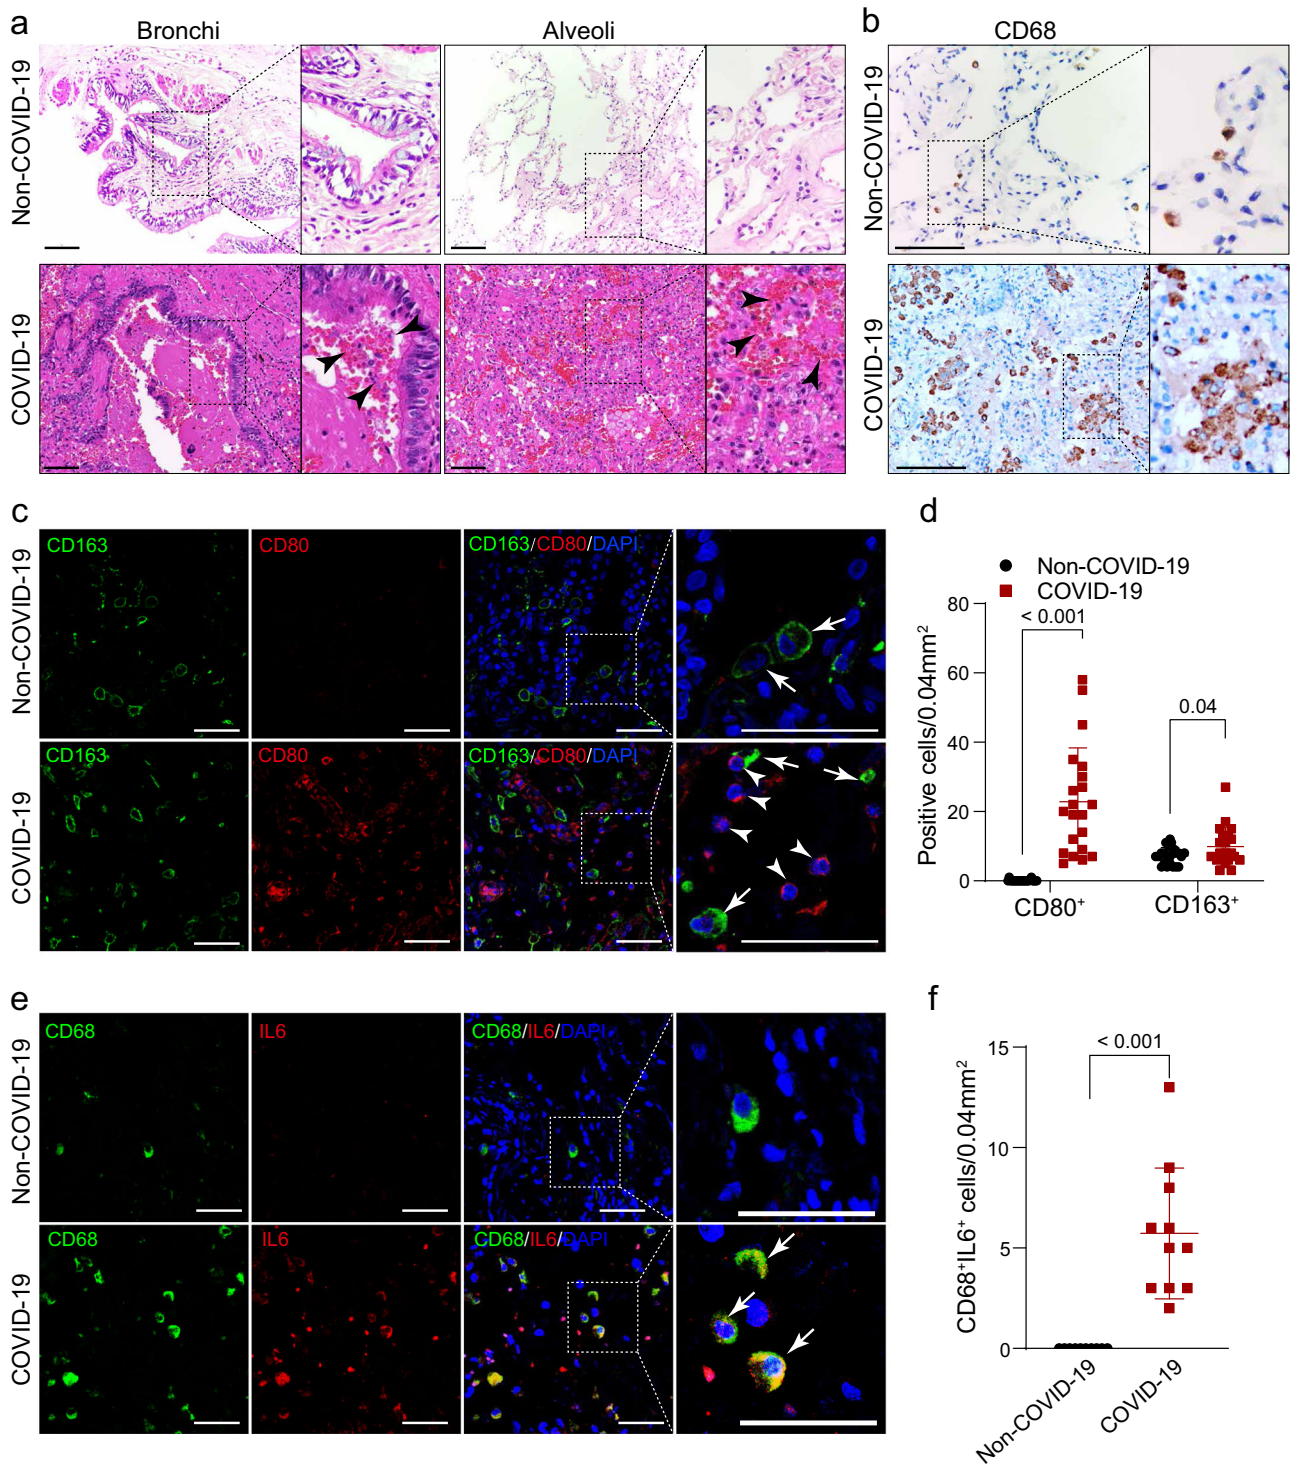 a
Bronchi
Alveoli
Non-COVID-19
COVID-19
b
CD68
Non-COVID-19
COVID-19
c
Non-COVID-19
CD163
CD80
CD163/CD80/DAPI
COVID-19
CD163
CD80
CD163/CD80/DAPI
d
Non-COVID-19
COVID-19
Positive cells/0.04mm²
80
60
40
20
0
< 0.001
0.04
CD80⁺
CD163⁺
e
Non-COVID-19
CD68
IL6
CD68/IL6/DAPI
COVID-19
CD68
IL6
CD68/IL6/DAPI
f
CD68⁺IL6⁺ cells/0.04mm²
15
10
5
0
< 0.001
Non-COVID-19
COVID-19